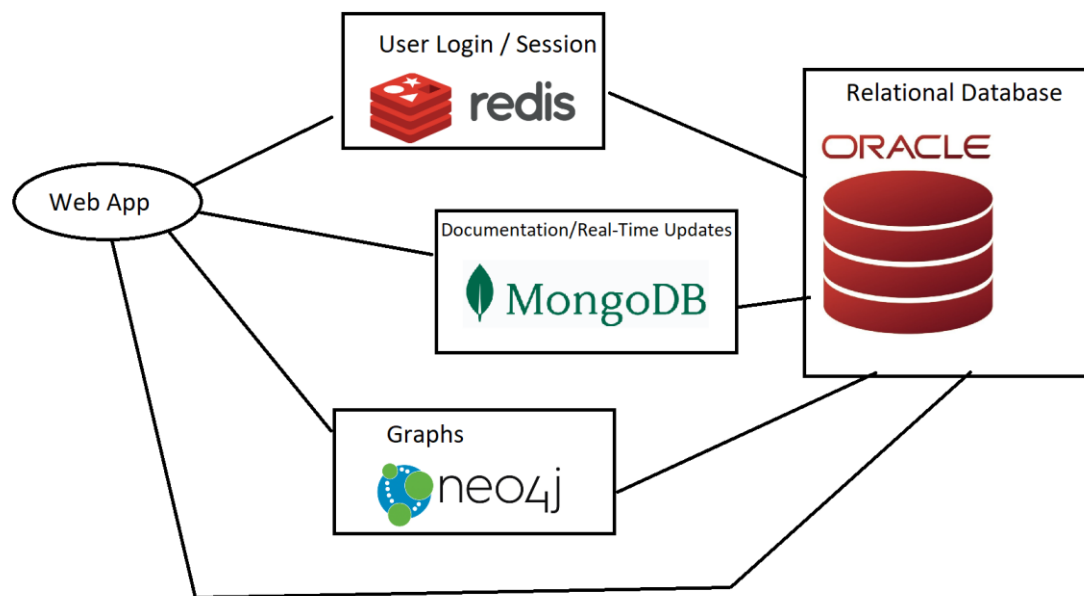 User Login / Session
redis
Relational Database
ORACLE
Web App
Documentation/Real-Time Updates
MongoDB
Graphs
neo4j